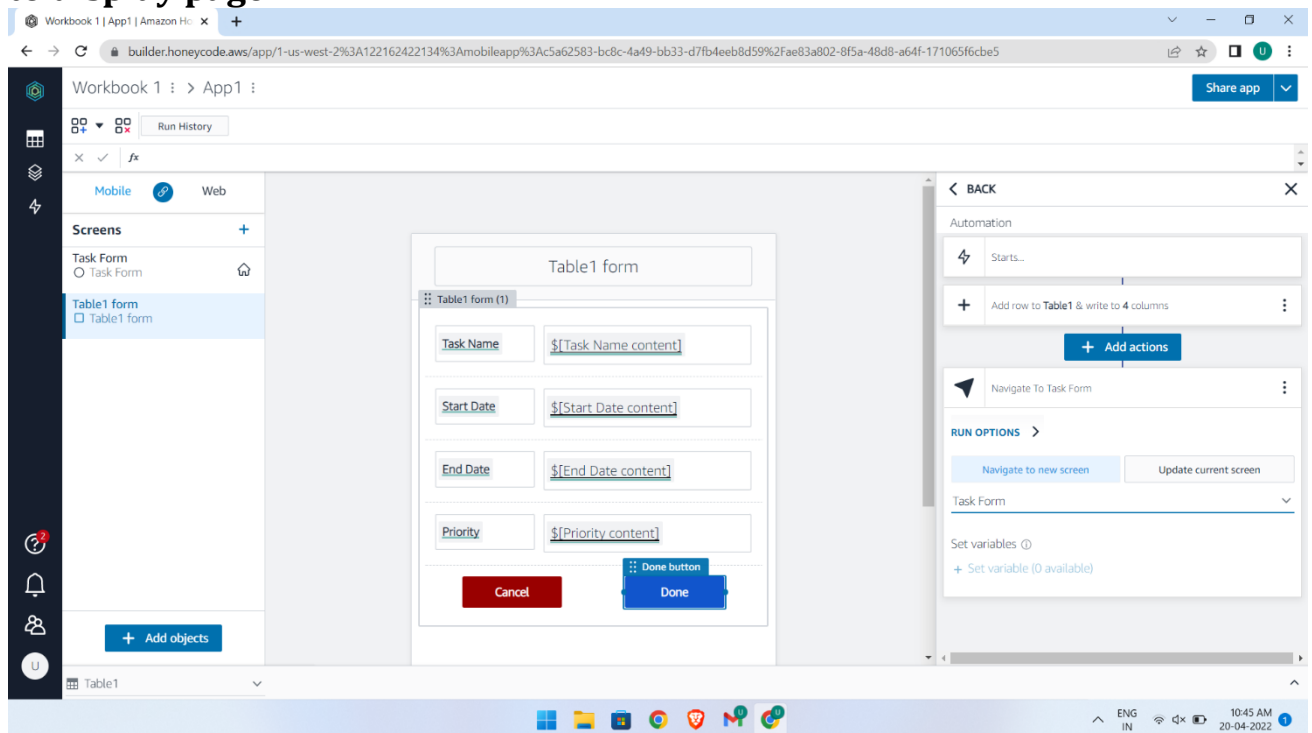 to display page
Workbook 1 | App1 | Amazon Ho
builder.honeycode.aws/app/1-us-west-2%3A122162422134%3Amobileapp%3Ac5a62583-bc8c-4a49-bb33-d7fb4eeb8d59%2Fae83a802-8f5a-48d8-a64f-171065f6cbe5
U
Workbook 1 > App1
Share app
Run History
fx
Mobile Web
BACK
Screens +
Automation
Task Form
Task Form
Starts...
Table1 form
Table1 form
Table1 form
Table1 form (1)
Add row to Table1 & write to 4 columns
Task Name $[Task Name content]
+ Add actions
Navigate To Task Form
Start Date $[Start Date content]
RUN OPTIONS >
End Date $[End Date content]
Navigate to new screen Update current screen
Task Form
Priority $[Priority content]
2
Set variables
Done button
+ Set variable (0 available)
Cancel Done
+ Add objects
U
Table1
U
U
ENG
IN
10:45 AM
20-04-2022
1